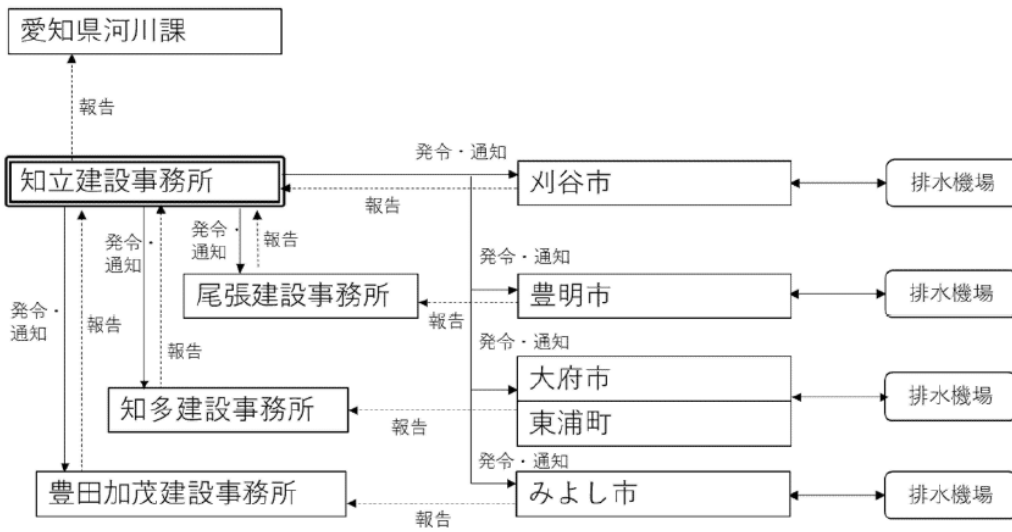 愛知県河川課
報告
発令・通知
知立建設事務所
刈谷市
排水機場
報告
発令・
通知
報告
発令・
通知
発令・通知
尾張建設事務所
豊明市
排水機場
報告
発令・
通知
報告
報告
発令・通知
大府市
知多建設事務所
東浦町
排水機場
報告
発令・通知
豊田加茂建設事務所
みよし市
排水機場
報告